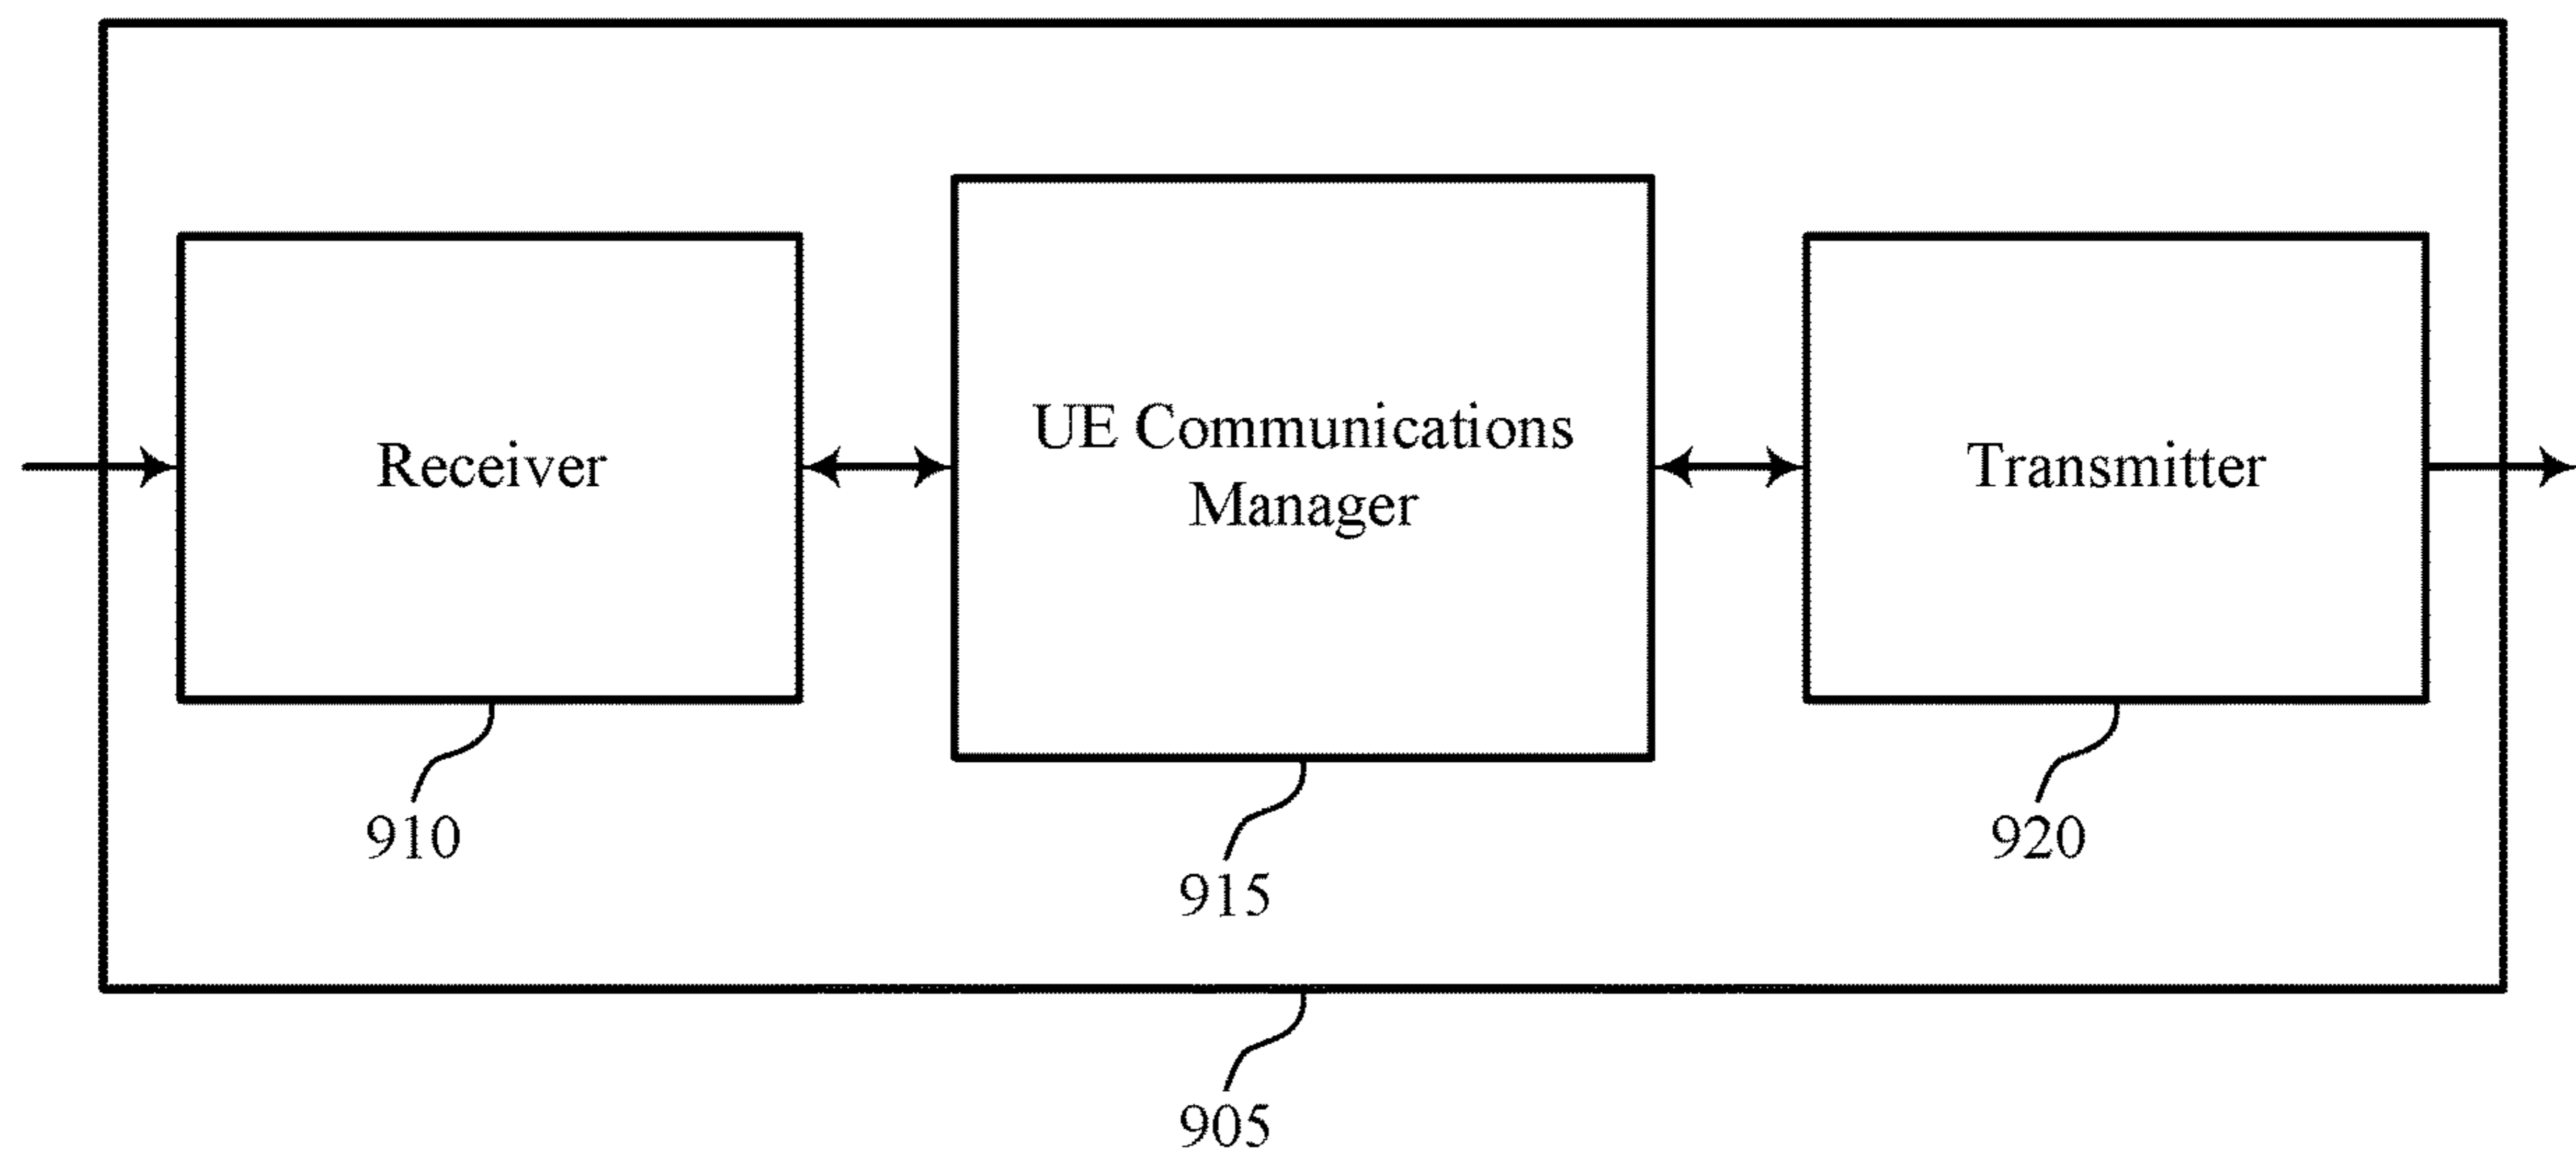 Receiver
UE Communications
Manager
Transmitter
910
915
920
905